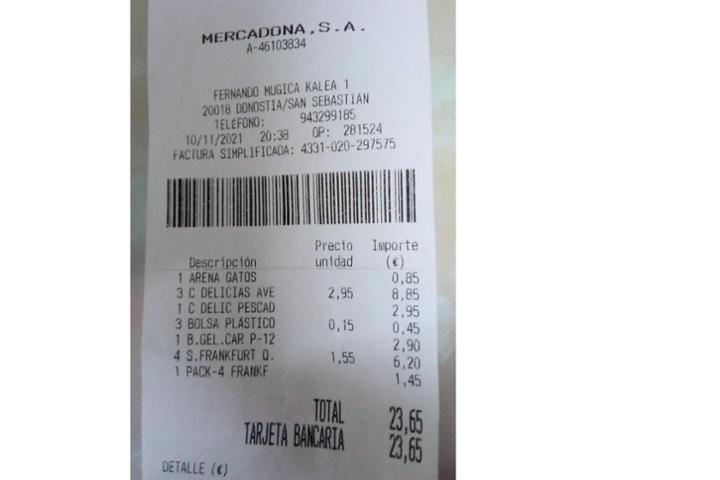 MERCADONA,S.A.
A-46103834
FERNANDO MUGICA KALEA 1
20018 DONOSTIA/SAN SEBASTIÁN
TELÉFONO: 943299185
10/11/2021 20:38 OP: 281524
FACTURA SIMPLIFICADA: 4331-020-297575
Precio Importe
Descripción unidad (€)
1 ARENA GATOS 0,85
3 C DELICIAS AVE 2,95 8,85
1 C DELIC PESCAD 2,95
3 BOLSA PLÁSTICO 0,15 0,45
1 B.GEL.CAR P-12 2,90
4 S.FRANKFURT Q. 1,55 6,20
1 PACK-4 FRANKF 1,45
TOTAL 23,65
TARJETA BANCARIA 23,65
DETALLE (€)